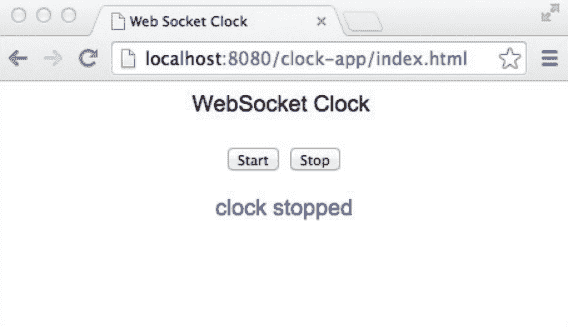 Web Socket Clock
localhost:8080/clock-app/index.html
WebSocket Clock
Start Stop
clock stopped